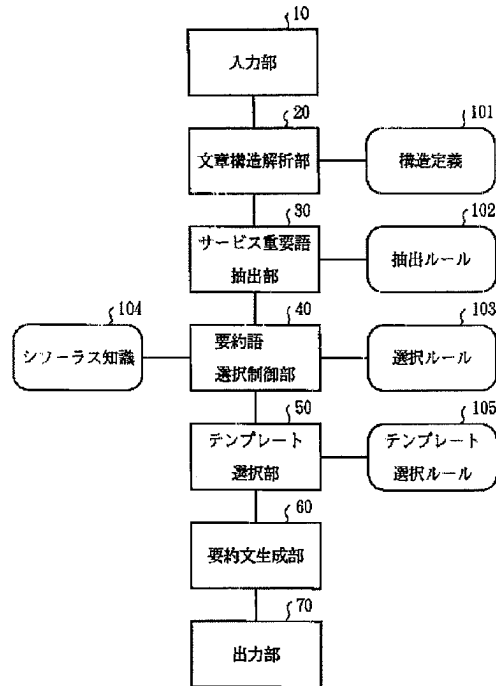 10
入力部
20
文章構造解析部
101
構造定義
30
サービス重要語
抽出部
102
抽出ルール
104
シソーラス知識
40
要約語
選択制御部
103
選択ルール
50
テンプレート
選択部
105
テンプレート
選択ルール
60
要約文生成部
70
出力部